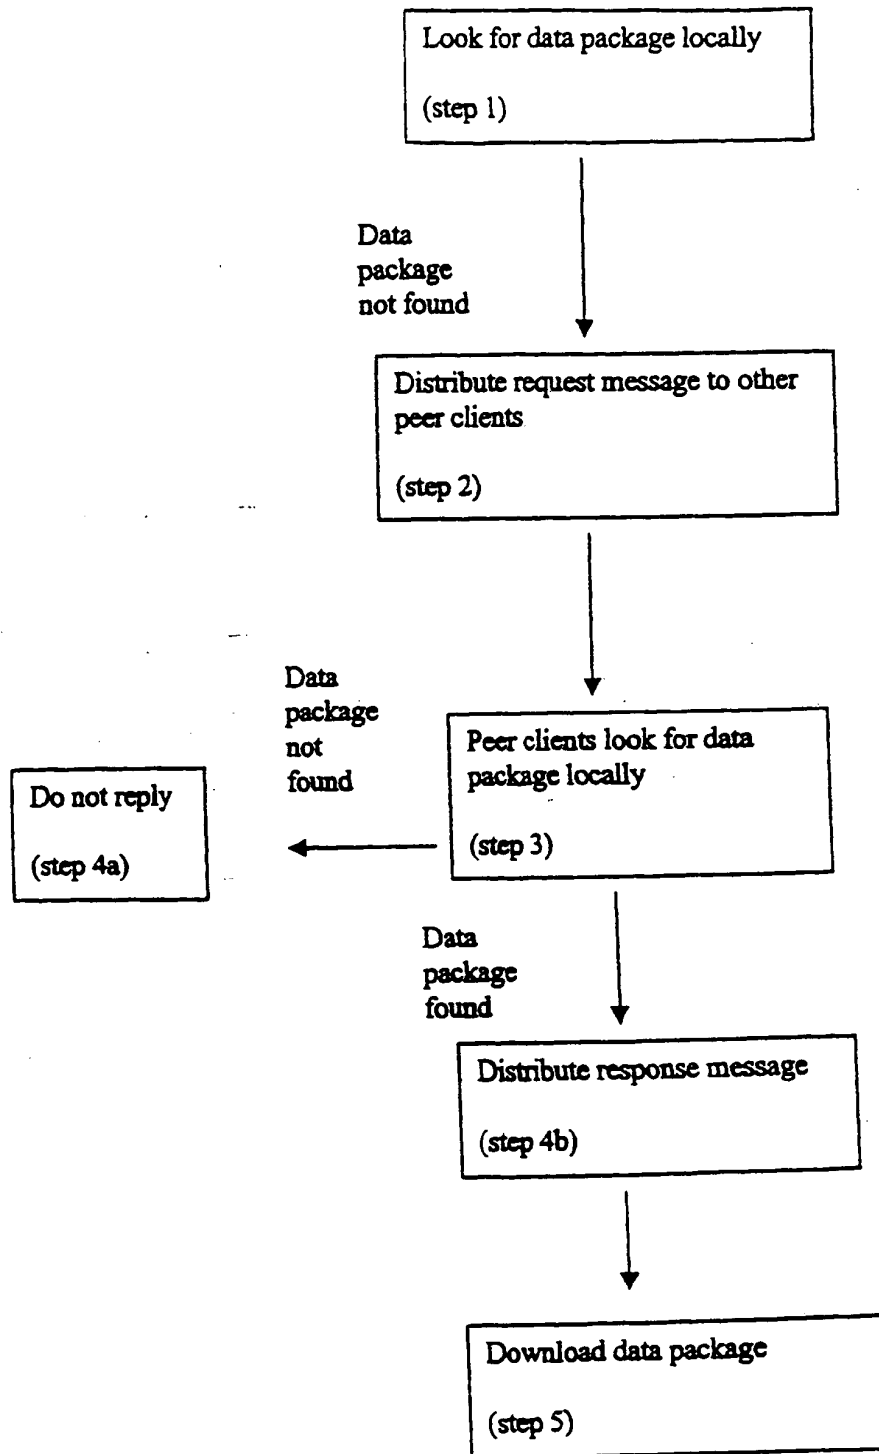 Look for data package locally
(step 1)
Data
package
not found
Distribute request message to other
peer clients
(step 2)
Data
package
not
found
Peer clients look for data
package locally
(step 3)
Do not reply
(step 4a)
Data
package
found
Distribute response message
(step 4b)
Download data package
(step 5)